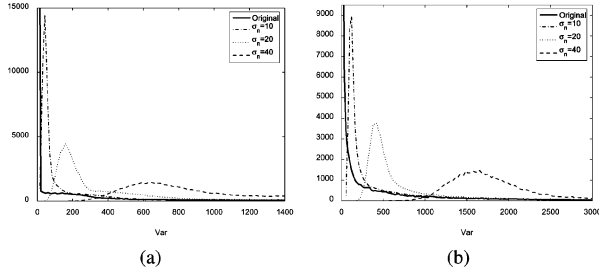 15000
10000
5000
0
0 200 400 600 800 1000 1200 1400
Var
Original
σn=10
σn=20
σn=40
(a)
9000
8000
7000
6000
5000
4000
3000
2000
1000
0
0 500 1000 1500 2000 2500 3000
Var
Original
σn=10
σn=20
σn=40
(b)